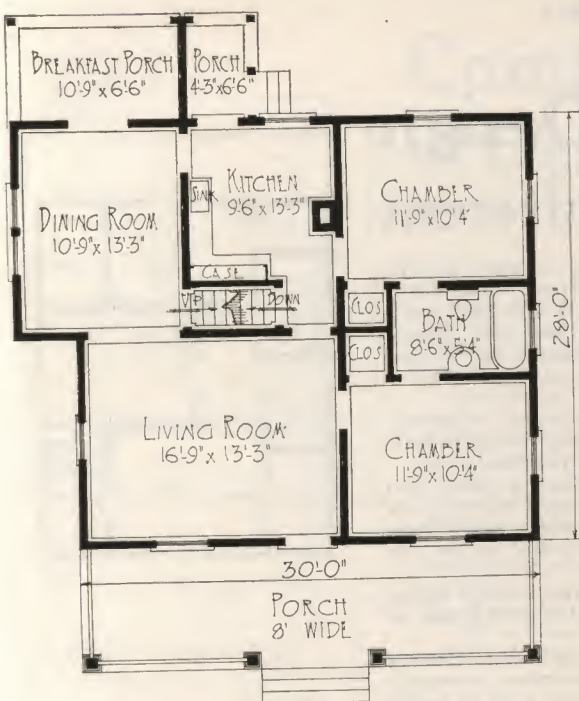 BREAKFAST PORCH
10'-9" x 6'-6"
PORCH
4'-3" x 6'-6"
KITCHEN
9'-6" x 13'-3"
SINK
CASE
CHAMBER
11'-9" x 10'-4"
DINING ROOM
10'-9" x 13'-3"
UP
DOWN
CLOS
CLOS
BATH
8'-6" x 5'-4"
28'-0"
LIVING ROOM
16'-9" x 13'-3"
CHAMBER
11'-9" x 10'-4"
30'-0"
PORCH
8' WIDE